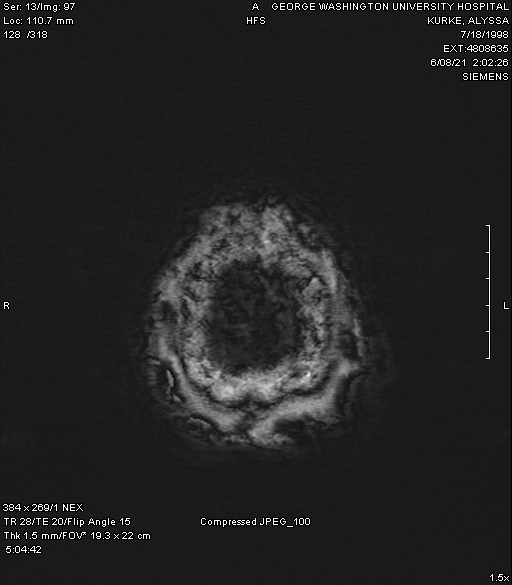 Ser: 13/Img: 97
Loc: 110.7 mm
128 /318
A GEORGE WASHINGTON UNIVERSITY HOSPITAL
HFS KURKE, ALYSSA
7/18/1998
EXT:4808635
6/08/21 2:02:26
SIEMENS
R
L
384 x 269/1 NEX
TR 28/TE 20/Flip Angle 15
Thk 1.5 mm/FOV* 19.3 x 22 cm
5:04:42
Compressed JPEG_100
1.5x